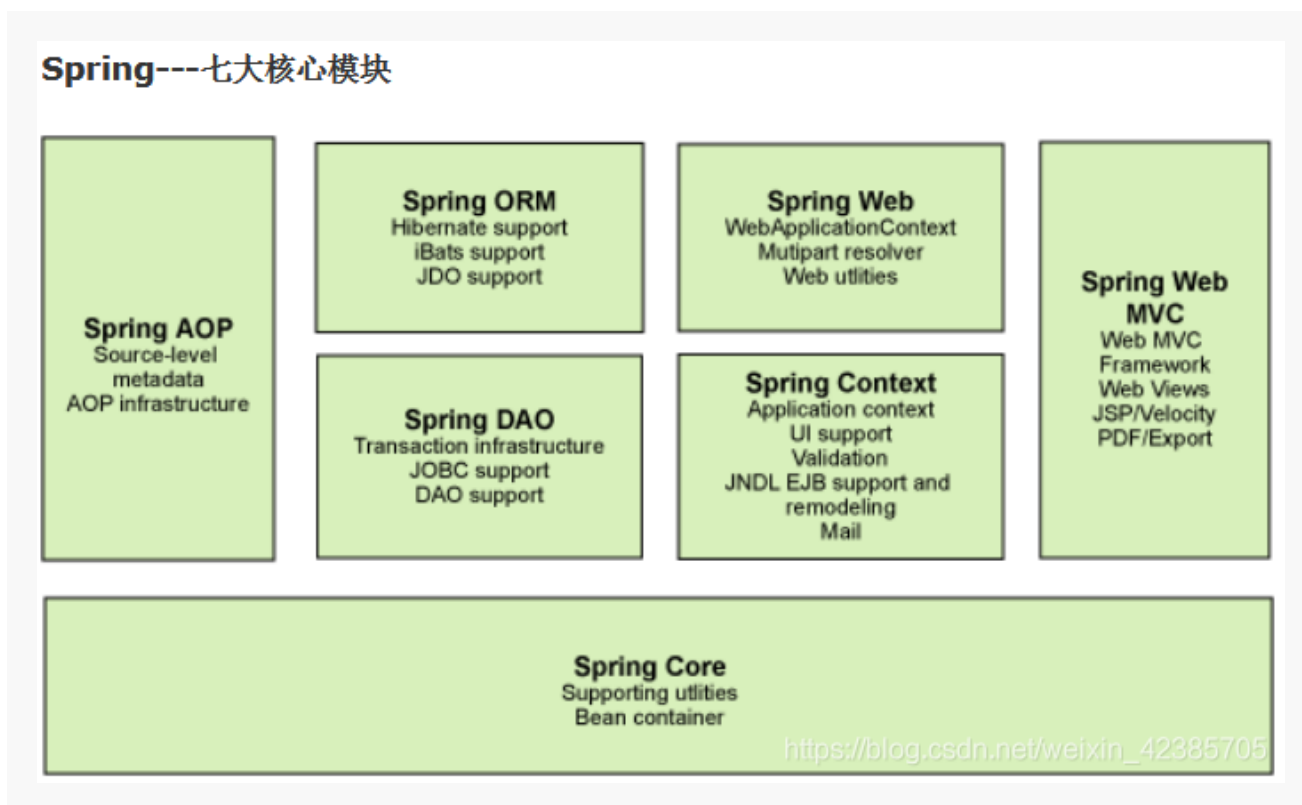 Spring---七大核心模块
Spring AOP
Source-level
metadata
AOP infrastructure
Spring ORM
Hibernate support
iBats support
JDO support
Spring DAO
Transaction infrastructure
JOBC support
DAO support
Spring Web
WebApplicationContext
Mutipart resolver
Web utlities
Spring Context
Application context
UI support
Validation
JNDL EJB support and
remodeling
Mail
Spring Web
MVC
Web MVC
Framework
Web Views
JSP/Velocity
PDF/Export
Spring Core
Supporting utlities
Bean container
https://blog.csdn.net/weixin_42385705